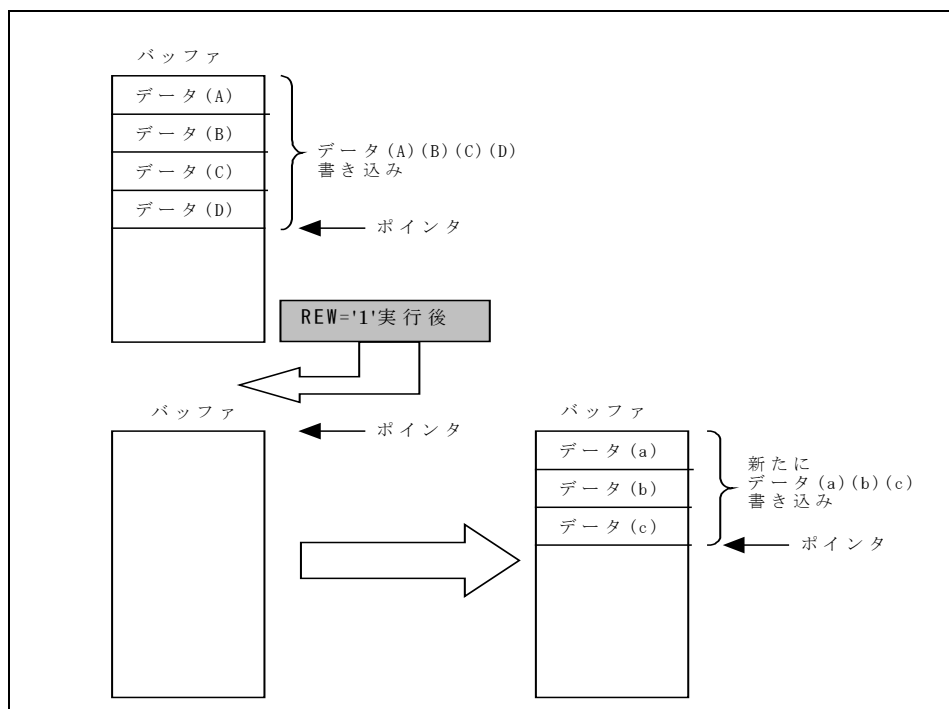 バッファ
データ(A)
データ(B)
データ(C)
データ(D)
データ(A)(B)(C)(D)
書き込み
ポインタ
REW='1'実行後
バッファ
ポインタ
バッファ
データ(a)
データ(b)
データ(c)
新たに
データ(a)(b)(c)
書き込み
ポインタ